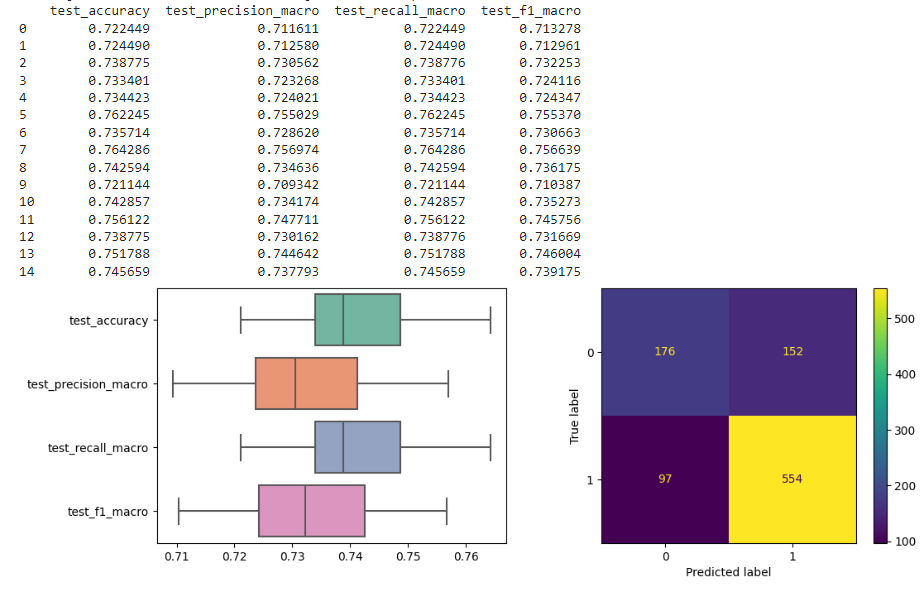 test_accuracy test_precision_macro test_recall_macro test_f1_macro
0 0.722449 0.711611 0.722449 0.713278
1 0.724490 0.712580 0.724490 0.712961
2 0.738775 0.730562 0.738776 0.732253
3 0.733401 0.723268 0.733401 0.724116
4 0.734423 0.724021 0.734423 0.724347
5 0.762245 0.755029 0.762245 0.755370
6 0.735714 0.728620 0.735714 0.730663
7 0.764286 0.756974 0.764286 0.756639
8 0.742594 0.734636 0.742594 0.736175
9 0.721144 0.709342 0.721144 0.710387
10 0.742857 0.734174 0.742857 0.735273
11 0.756122 0.747711 0.756122 0.745756
12 0.738775 0.730162 0.738776 0.731669
13 0.751788 0.744642 0.751788 0.746004
14 0.745659 0.737793 0.745659 0.739175
test_accuracy
test_precision_macro
test_recall_macro
test_f1_macro
0.71 0.72 0.73 0.74 0.75 0.76
True label
0
1
176 152
97 554
0 1
Predicted label
500
400
300
200
100